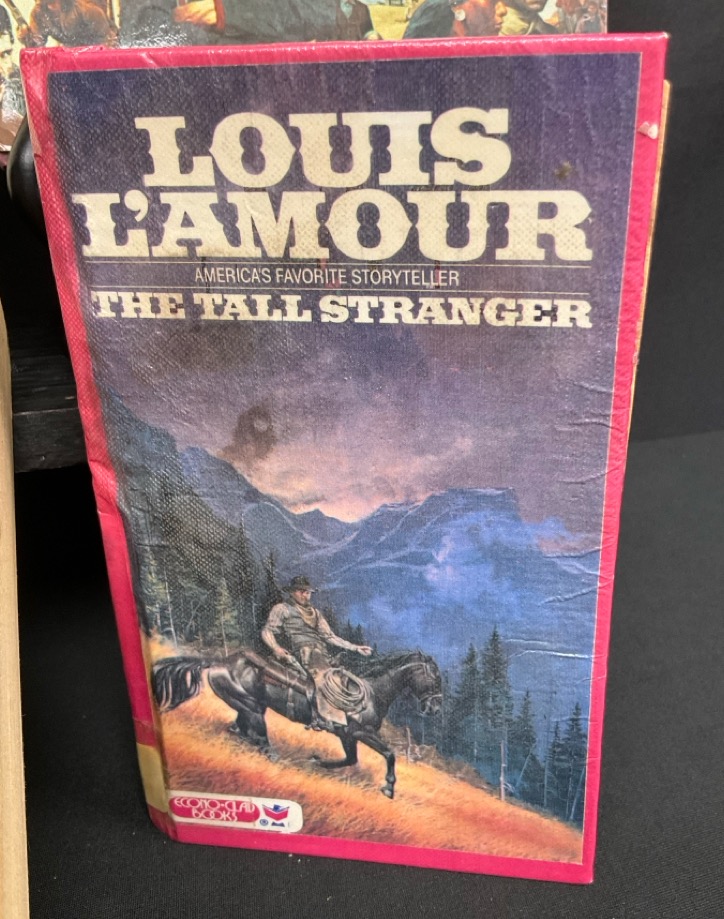 LOUIS
L'AMOUR
AMERICA'S FAVORITE STORYTELLER
THE TALL STRANGER
ECONO-CLAD
BOOKS